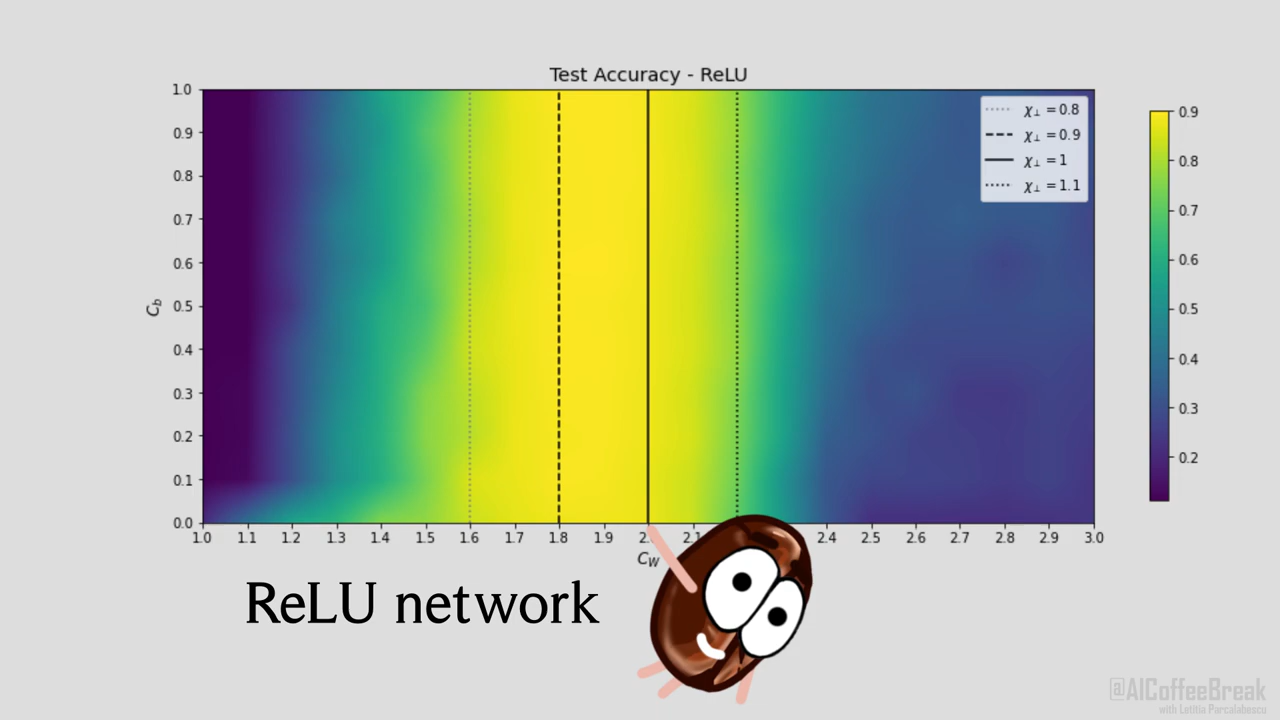 Test Accuracy - ReLU
1.0
0.9
0.8
0.7
0.6
0.5
0.4
0.3
0.2
0.1
0.0
C_b
χ⊥ = 0.8
χ⊥ = 0.9
χ⊥ = 1
χ⊥ = 1.1
0.9
0.8
0.7
0.6
0.5
0.4
0.3
0.2
1.0 1.1 1.2 1.3 1.4 1.5 1.6 1.7 1.8 1.9 2.1 2.4 2.5 2.6 2.7 2.8 2.9 3.0
C_W
ReLU network
@AICoffeeBreak
with Letitia Parcalabescu